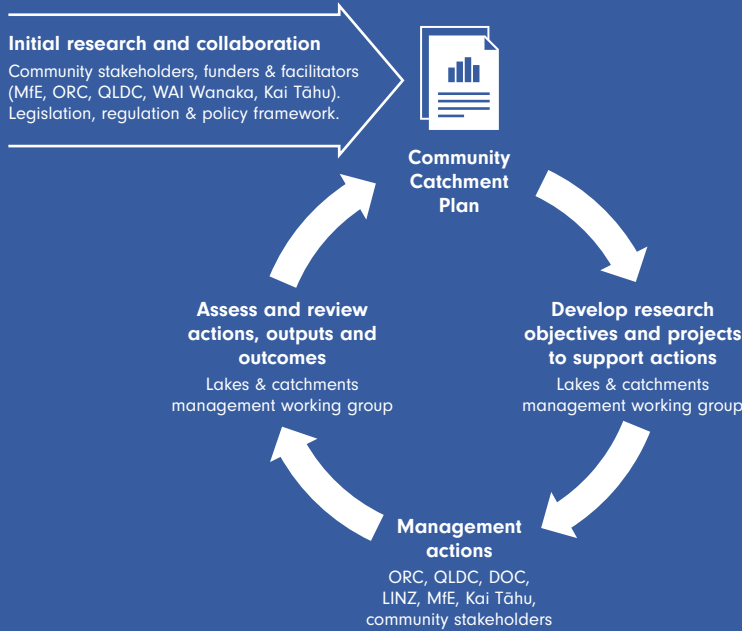 Initial research and collaboration
Community stakeholders, funders & facilitators
(MfE, ORC, QLDC, WAI Wanaka, Kai Tāhu).
Legislation, regulation & policy framework.
Community
Catchment
Plan
Develop research
objectives and projects
to support actions
Lakes & catchments
management working group
Management
actions
ORC, QLDC, DOC,
LINZ, MfE, Kai Tāhu,
community stakeholders
Assess and review
actions, outputs and
outcomes
Lakes & catchments
management working group